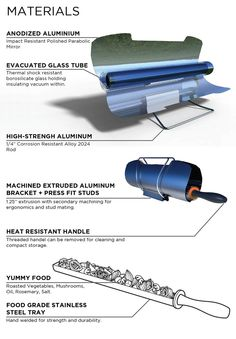 MATERIALS
ANODIZED ALUMINIUM
Impact Resistant Polished Parabolic
Mirror
EVACUATED GLASS TUBE
Thermal shock resistant
borosilicate glass holding
insulating vacuum within.
HIGH-STRENGH ALUMINUM
1/4" Corrosion Resistant Alloy 2024
Rod
MACHINED EXTRUDED ALUMINUM
BRACKET + PRESS FIT STUDS
1.25" extrusion with secondary machining for
ergonomics and stud mating.
HEAT RESISTANT HANDLE
Threaded handle can be removed for cleaning and
compact storage.
YUMMY FOOD
Roasted Vegetables, Mushrooms,
Oil, Rosemary, Salt.
FOOD GRADE STAINLESS
STEEL TRAY
Hand welded for strength and durability.